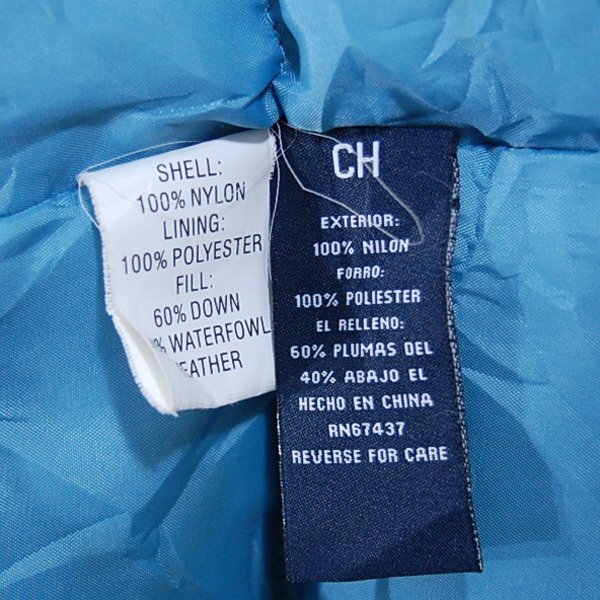 SHELL:
100% NYLON
LINING:
100% POLYESTER
FILL:
60% DOWN
% WATERFOWL
EATHER
CH
EXTERIOR:
100% NILON
FORRO:
100% POLIESTER
EL RELLENO:
60% PLUMAS DEL
40% ABAJO EL
HECHO EN CHINA
RN67437
REVERSE FOR CARE